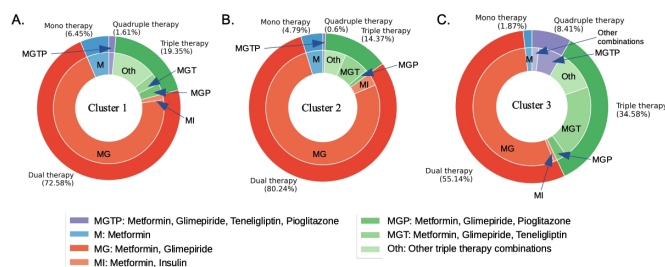 A.
Mono therapy
(6.45%)
Quadruple therapy
(1.61%)
Triple therapy
(19.35%)
MGTP
M
Oth
MGT
MGP
MI
Cluster 1
MG
Dual therapy
(72.58%)
B.
Mono therapy
(4.79%)
Quadruple therapy
(0.6%)
Triple therapy
(14.37%)
MGTP
M
Oth
MGT
MGP
MI
Cluster 2
MG
Dual therapy
(80.24%)
C.
Mono therapy
(1.87%)
Quadruple therapy
(8.41%)
Other
combinations
MGTP
M
Oth
Triple therapy
(34.58%)
MGT
MGP
MI
Cluster 3
MG
Dual therapy
(55.14%)
MGTP: Metformin, Glimepiride, Teneligliptin, Pioglitazone
M: Metformin
MG: Metformin, Glimepiride
MI: Metformin, Insulin
MGP: Metformin, Glimepiride, Pioglitazone
MGT: Metformin, Glimepiride, Teneligliptin
Oth: Other triple therapy combinations